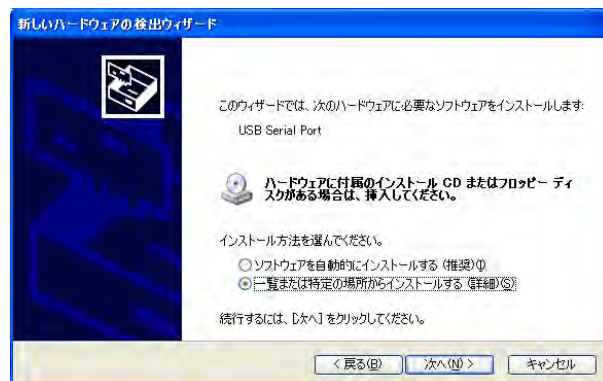 新しいハードウェアの検出ウィザード
このウィザードでは、次のハードウェアに必要なソフトウェアをインストールします:
USB Serial Port
ハードウェアに付属のインストール CD またはフロッピー ディ
スクがある場合は、挿入してください。
インストール方法を選んでください。
ソフトウェアを自動的にインストールする (推奨)(I)
一覧または特定の場所からインストールする (詳細)(S)
続行するには、[次へ] をクリックしてください。
< 戻る(B) 次へ(N) > キャンセル